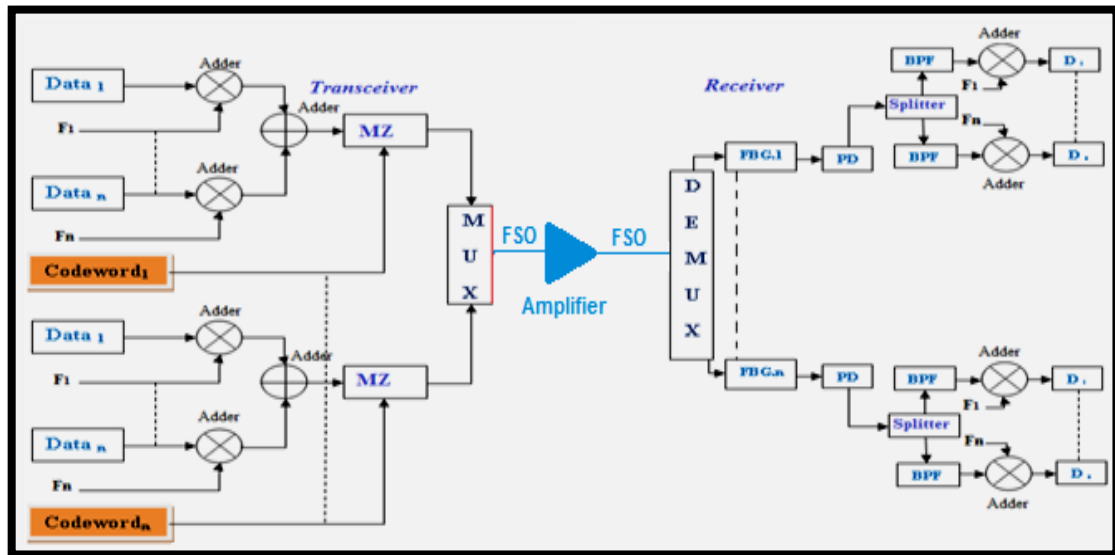 Adder
Data 1
F1
Adder
Transceiver
MZ
Adder
Data n
Fn
Codeword1
Adder
Data 1
F1
Adder
MZ
Adder
Data n
Fn
Codewordn
MUX
FSO
Amplifier
FSO
DEMUX
Receiver
FBG.1
PD
Splitter
BPF
Adder
F1
D .
Fn
BPF
Adder
D .
FBG.n
PD
Splitter
BPF
Adder
F1
D .
Fn
BPF
Adder
D .